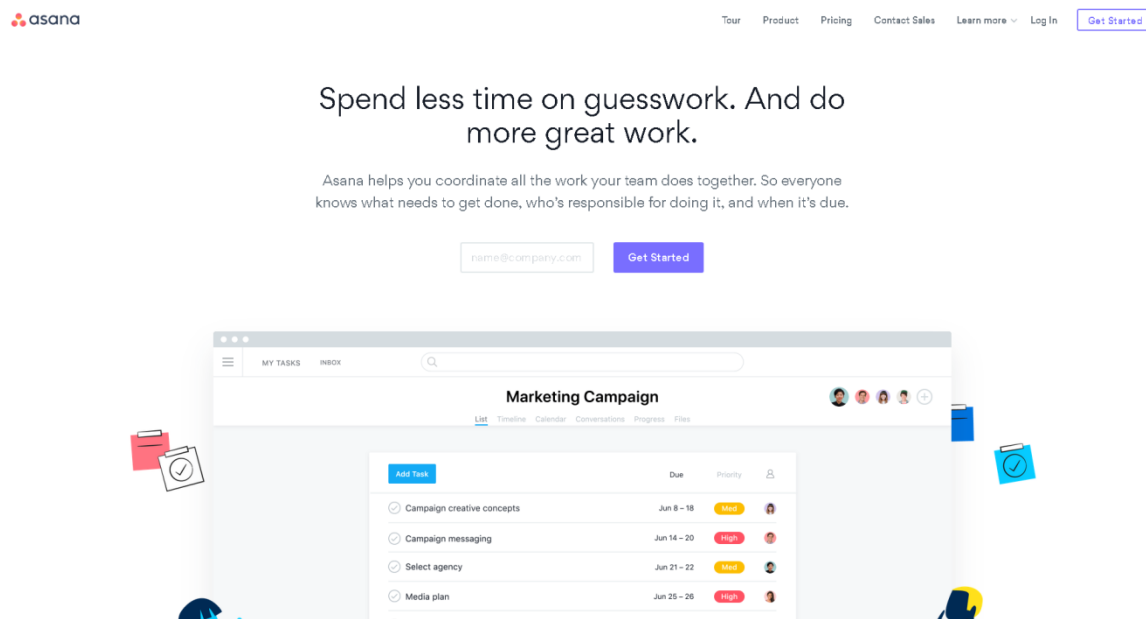 asana
Tour Product Pricing Contact Sales Learn more Log In Get Started
Spend less time on guesswork. And do
more great work.
Asana helps you coordinate all the work your team does together. So everyone
knows what needs to get done, who's responsible for doing it, and when it's due.
name@company.com Get Started
MY TASKS INBOX
Marketing Campaign
List Timeline Calendar Conversations Progress Files
Add Task Due Priority
Campaign creative concepts Jun 8 – 18 Med
Campaign messaging Jun 14 – 20 High
Select agency Jun 21 – 22 Med
Media plan Jun 25 – 26 High